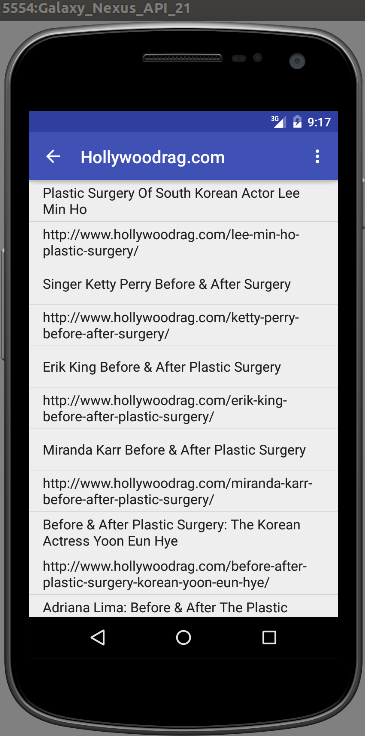 5554:Galaxy_Nexus_API_21
3G 9:17
Hollywoodrag.com
Plastic Surgery Of South Korean Actor Lee
Min Ho
http://www.hollywoodrag.com/lee-min-ho-
plastic-surgery/
Singer Ketty Perry Before & After Surgery
http://www.hollywoodrag.com/ketty-perry-
before-after-surgery/
Erik King Before & After Plastic Surgery
http://www.hollywoodrag.com/erik-king-
before-after-plastic-surgery/
Miranda Karr Before & After Plastic Surgery
http://www.hollywoodrag.com/miranda-karr-
before-after-plastic-surgery/
Before & After Plastic Surgery: The Korean
Actress Yoon Eun Hye
http://www.hollywoodrag.com/before-after-
plastic-surgery-korean-yoon-eun-hye/
Adriana Lima: Before & After The Plastic